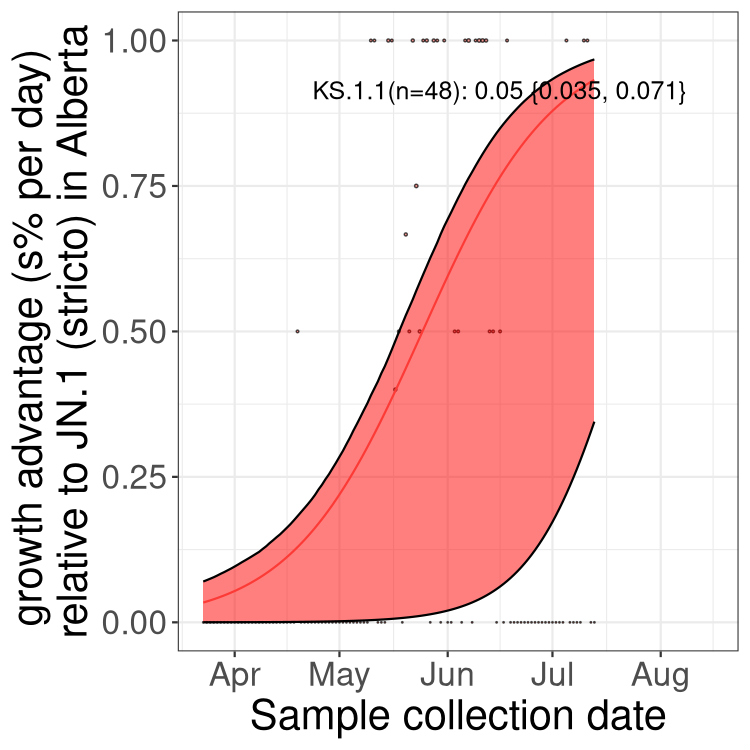 growth advantage (s% per day)
relative to JN.1 (stricto) in Alberta
1.00
0.75
0.50
0.25
0.00
KS.1.1(n=48): 0.05 {0.035, 0.071}
Apr May Jun Jul Aug
Sample collection date